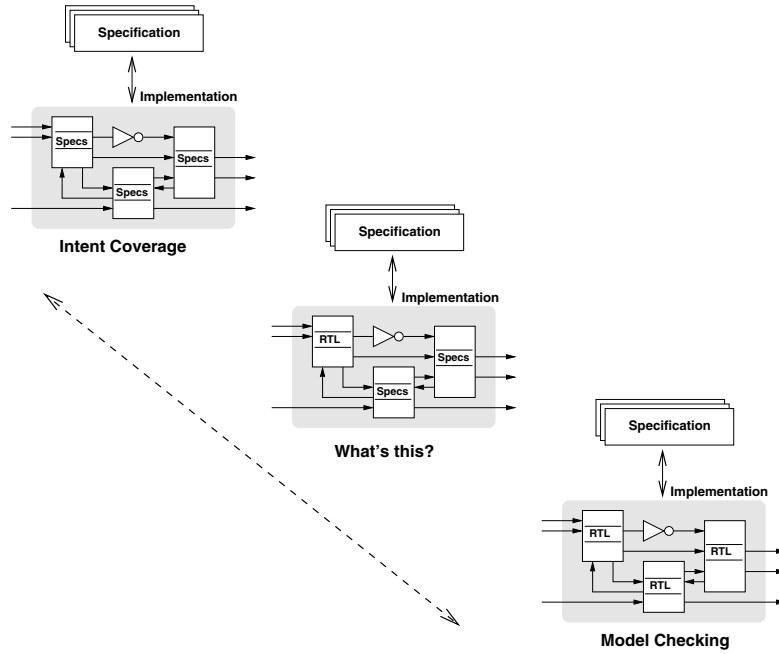 Specification
Implementation
Specs
Specs
Specs
Intent Coverage
Specification
Implementation
RTL
Specs
Specs
What's this?
Specification
Implementation
RTL
RTL
RTL
Model Checking